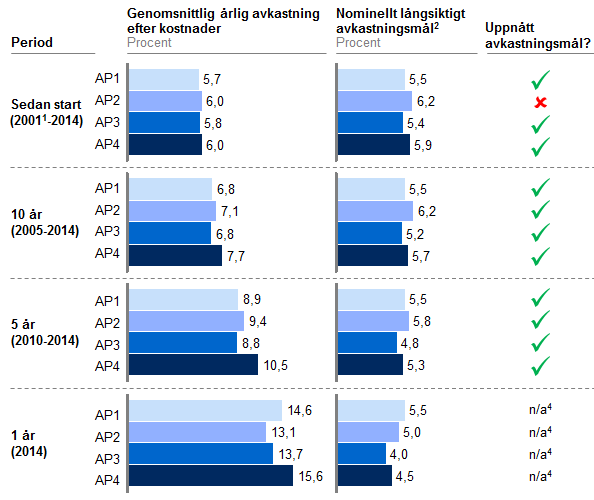 Period
Genomsnittlig årlig avkastning
efter kostnader
Procent
Nominellt långsiktigt
avkastningsmål²
Procent
Uppnått
avkastningsmål?
Sedan start
(2001¹-2014)
AP1 5,7 5,5
AP2 6,0 6,2
AP3 5,8 5,4
AP4 6,0 5,9
10 år
(2005-2014)
AP1 6,8 5,5
AP2 7,1 6,2
AP3 6,8 5,2
AP4 7,7 5,7
5 år
(2010-2014)
AP1 8,9 5,5
AP2 9,4 5,8
AP3 8,8 4,8
AP4 10,5 5,3
1 år
(2014)
AP1 14,6 5,5 n/a⁴
AP2 13,1 5,0 n/a⁴
AP3 13,7 4,0 n/a⁴
AP4 15,6 4,5 n/a⁴